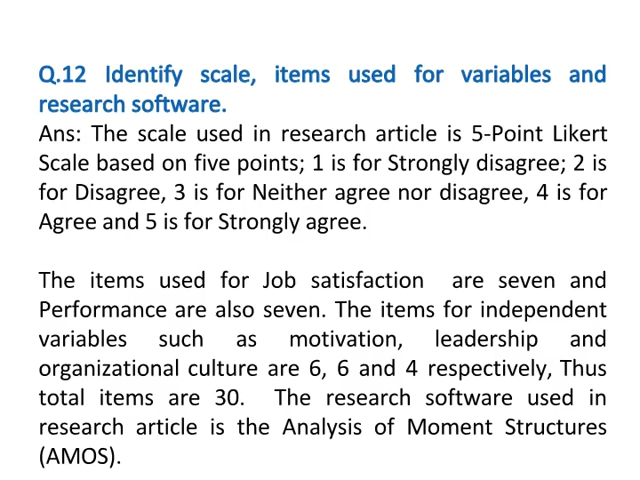 Q.12 Identify scale, items used for variables and
research software.
Ans: The scale used in research article is 5-Point Likert
Scale based on five points; 1 is for Strongly disagree; 2 is
for Disagree, 3 is for Neither agree nor disagree, 4 is for
Agree and 5 is for Strongly agree.
The items used for Job satisfaction are seven and
Performance are also seven. The items for independent
variables such as motivation, leadership and
organizational culture are 6, 6 and 4 respectively, Thus
total items are 30. The research software used in
research article is the Analysis of Moment Structures
(AMOS).